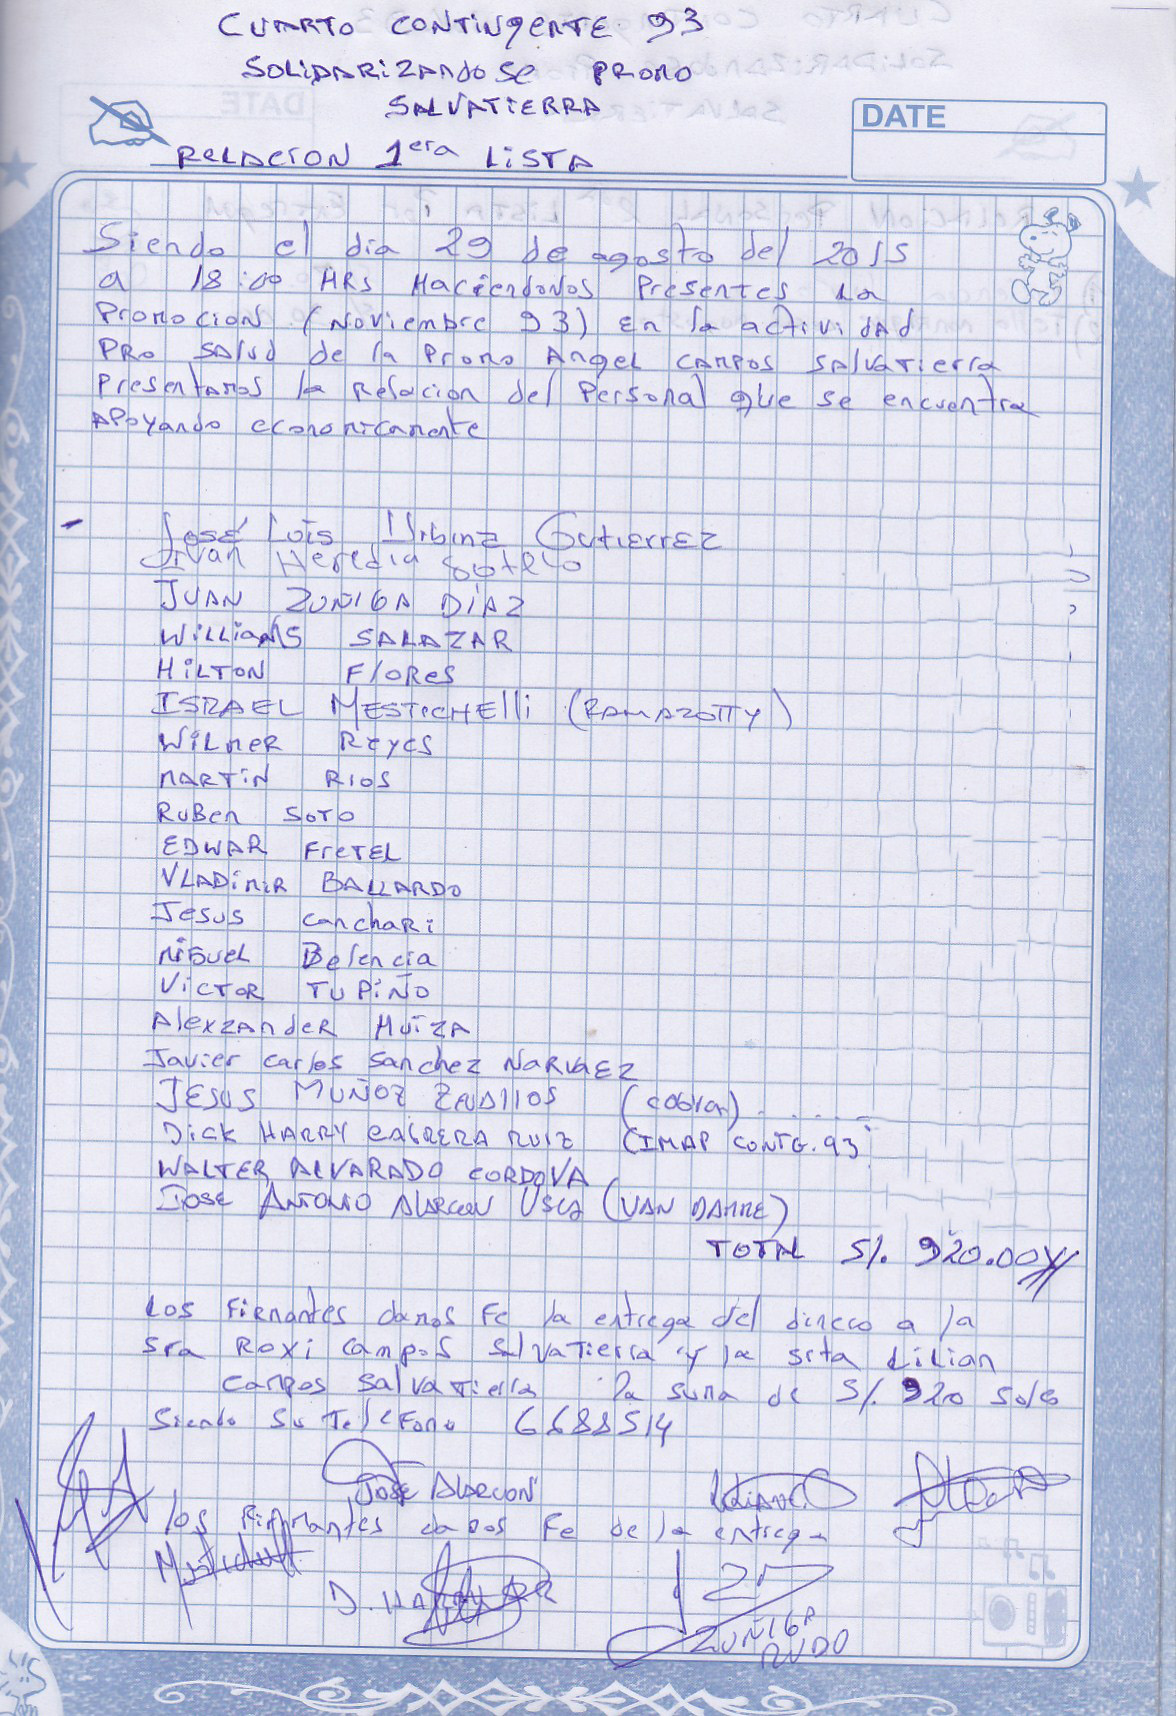 CUARTO CONTINGENTE 93
SOLIDARIZANDOSE PROMO
SALVATIERRA
DATE
RELACION 1era LISTA
Siendo el dia 29 de agosto del 2015
a 18:00 HRS Haciendonos Presentes La
Promocion (Noviembre 93) En la actividad
PRO Salud de la Promo Angel Campos Salvatierra
Presentamos la Relacion del Personal que se encuentra
Apoyando economicamente
- José Lois Urbina Gutierrez
Ivan Heredia Sotelo
JUAN ZUÑIGA DIAZ
Williams SALAZAR
HILTON FloRes
ISRAEL MESTICHElli (RAMAZOTTY)
WilmeR Reyes
MARTIN RIOS
RuBen SOTO
EDWAR FreTEL
VLADimiR BALLARDO
Jesus canchaRi
Miguel Belencia
VicTOR TUPiÑO
AlexzAndeR HuizA
Javier carlos Sanchez NARVAEZ
JESUS MUÑOZ (cobra)......
Dick HARRY CABRERA RUIZ (IMAP CONTG. 93)
WALTER ALVARADO CORDOVA
JOSE ANTONIO ALARCON (VAN DAMME)
TOTAL S/. 920.00
Los Firmantes damos Fe la entrega del dinero a la
Sra Roxi Campos SalvaTierra y la srta Lilian
Campos SalvaTierra la suma de S/. 920 soles
Siendo su TeleFono 6688514
JOSE ALARCON
los Firmantes damos Fe de la entrega
ZUÑIGA
RUDO